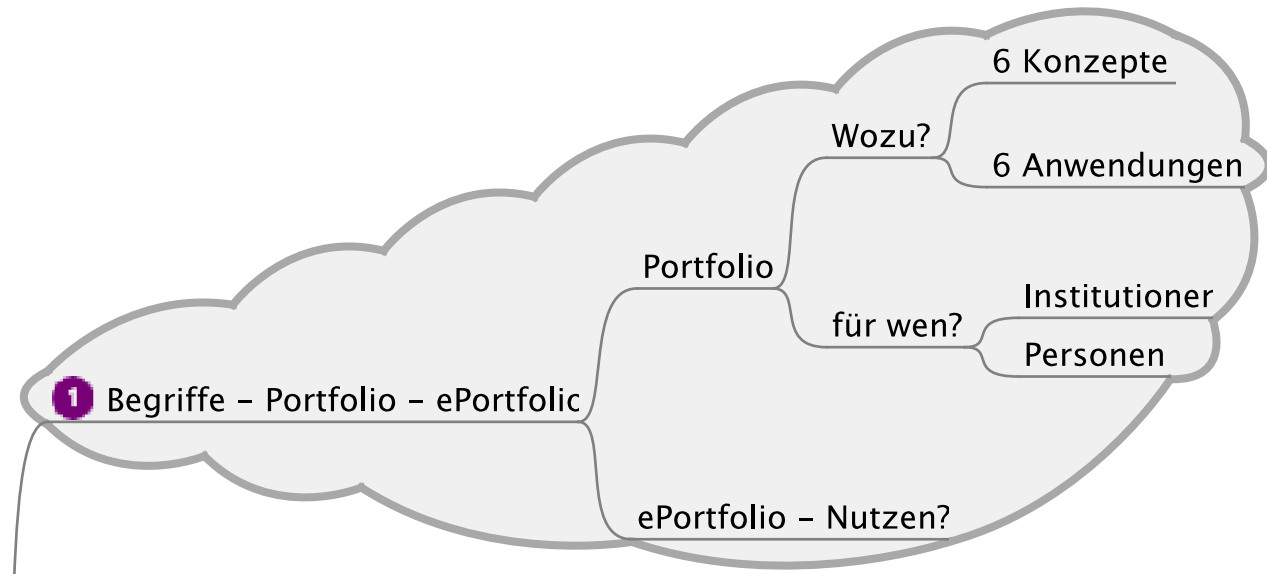 6 Konzepte
Wozu?
6 Anwendungen
Portfolio
Institutioner
für wen?
Personen
1 Begriffe – Portfolio – ePortfolic
ePortfolio – Nutzen?